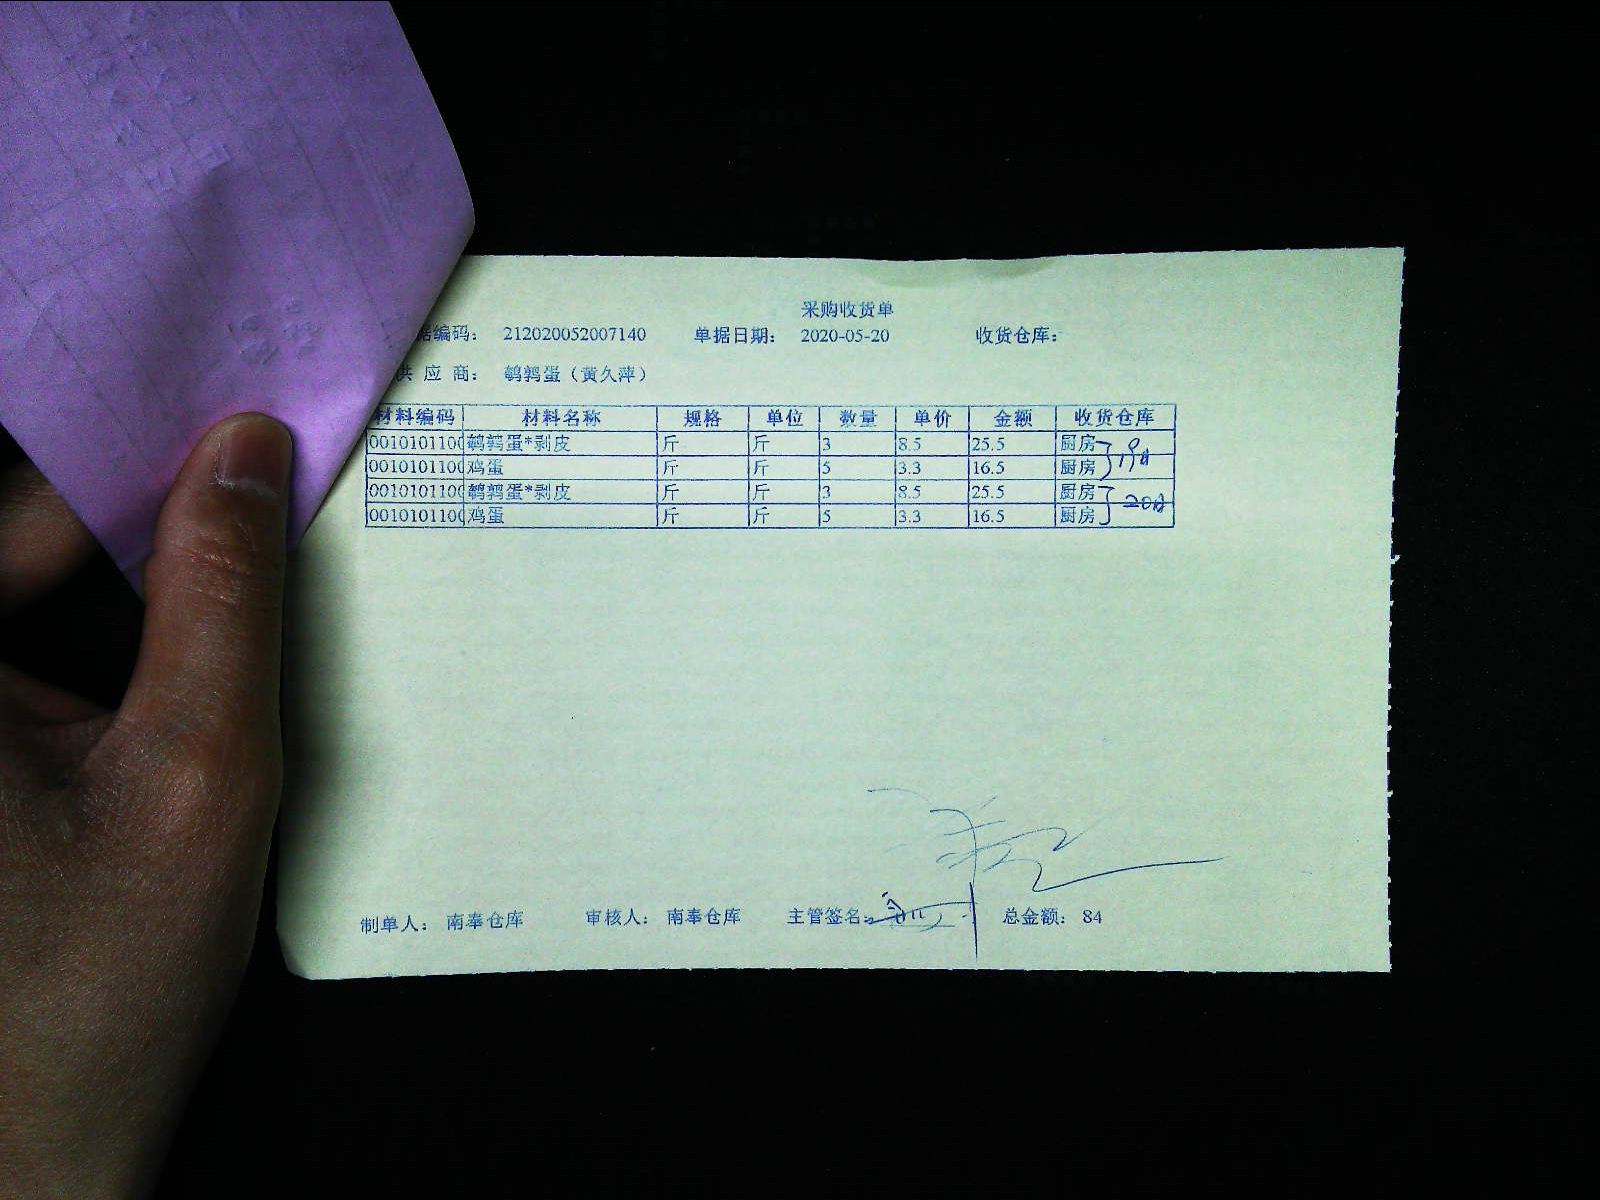 采购收货单
据编码： 212020052007140 单据日期： 2020-05-20 收货仓库：
供 应 商： 鹌鹑蛋（黄久萍）
材料编码 材料名称 规格 单位 数量 单价 金额 收货仓库
0010101100 鹌鹑蛋*剥皮 斤 斤 3 8.5 25.5 厨房
0010101100 鸡蛋 斤 斤 5 3.3 16.5 厨房 19日
0010101100 鹌鹑蛋*剥皮 斤 斤 3 8.5 25.5 厨房
0010101100 鸡蛋 斤 斤 5 3.3 16.5 厨房 20日
制单人： 南奉仓库 审核人： 南奉仓库 主管签名： 总金额： 84